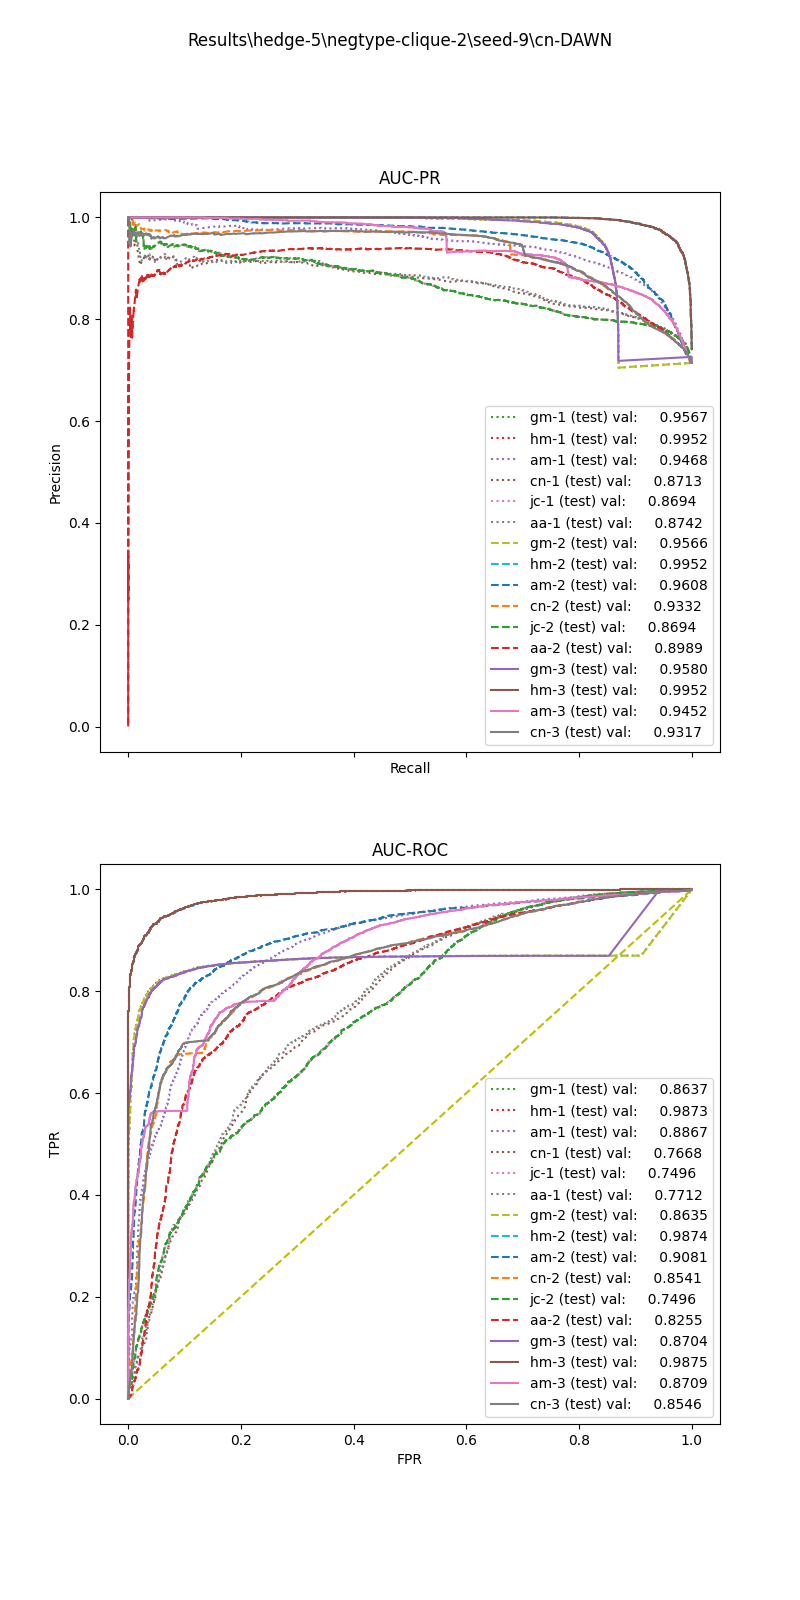 Results\hedge-5\negtype-clique-2\seed-9\cn-DAWN
AUC-PR
1.0
0.8
0.6
0.4
0.2
0.0
Precision
Recall
gm-1 (test) val: 0.9567
hm-1 (test) val: 0.9952
am-1 (test) val: 0.9468
cn-1 (test) val: 0.8713
jc-1 (test) val: 0.8694
aa-1 (test) val: 0.8742
gm-2 (test) val: 0.9566
hm-2 (test) val: 0.9952
am-2 (test) val: 0.9608
cn-2 (test) val: 0.9332
jc-2 (test) val: 0.8694
aa-2 (test) val: 0.8989
gm-3 (test) val: 0.9580
hm-3 (test) val: 0.9952
am-3 (test) val: 0.9452
cn-3 (test) val: 0.9317
AUC-ROC
1.0
0.8
0.6
0.4
0.2
0.0
TPR
gm-1 (test) val: 0.8637
hm-1 (test) val: 0.9873
am-1 (test) val: 0.8867
cn-1 (test) val: 0.7668
jc-1 (test) val: 0.7496
aa-1 (test) val: 0.7712
gm-2 (test) val: 0.8635
hm-2 (test) val: 0.9874
am-2 (test) val: 0.9081
cn-2 (test) val: 0.8541
jc-2 (test) val: 0.7496
aa-2 (test) val: 0.8255
gm-3 (test) val: 0.8704
hm-3 (test) val: 0.9875
am-3 (test) val: 0.8709
cn-3 (test) val: 0.8546
0.0 0.2 0.4 0.6 0.8 1.0
FPR